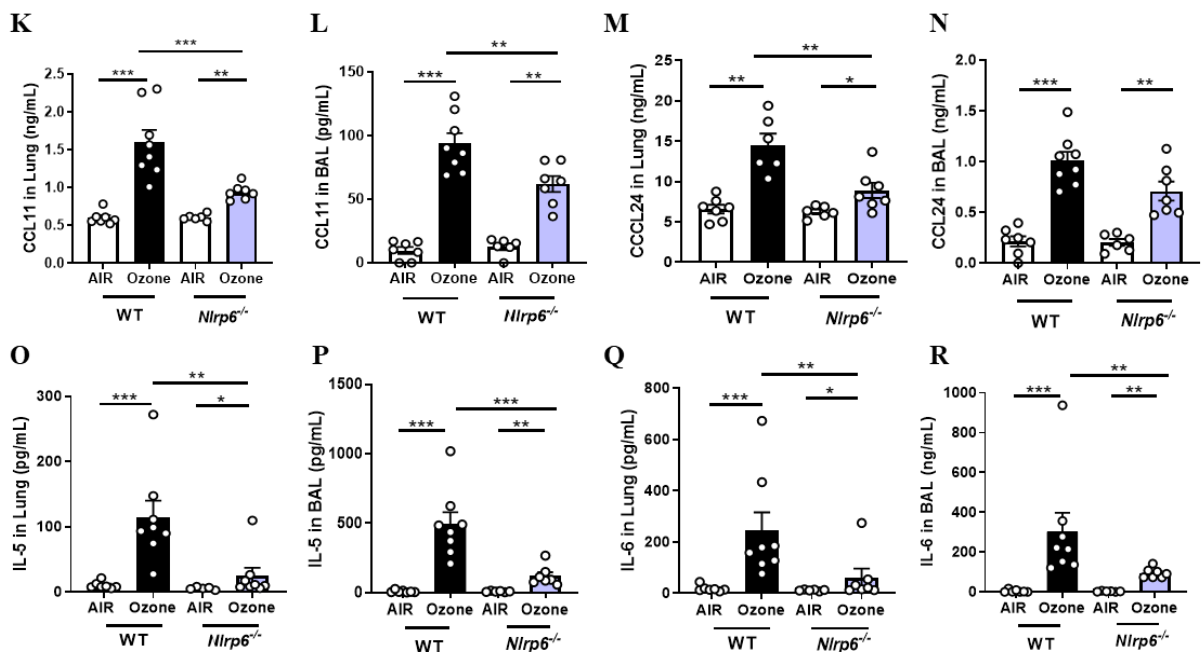 K
CCL11 in Lung (ng/mL)
2.5
2.0
1.5
1.0
0.5
0.0
***
***
**
AIR Ozone AIR Ozone
WT Nlrp6-/-
L
CCL11 in BAL (pg/mL)
150
100
50
0
**
***
**
AIR Ozone AIR Ozone
WT Nlrp6-/-
M
CCCL24 in Lung (ng/mL)
25
20
15
10
5
0
**
**
*
AIR Ozone AIR Ozone
WT Nlrp6-/-
N
CCLL24 in BAL (ng/mL)
2.0
1.5
1.0
0.5
0.0
***
**
AIR Ozone AIR Ozone
WT Nlrp6-/-
O
IL-5 in Lung (pg/mL)
300
200
100
0
**
***
*
AIR Ozone AIR Ozone
WT Nlrp6-/-
P
IL-5 in BAL (pg/mL)
1500
1000
500
0
***
***
**
AIR Ozone AIR Ozone
WT Nlrp6-/-
Q
IL-6 in Lung (pg/mL)
800
600
400
200
0
**
***
*
AIR Ozone AIR Ozone
WT Nlrp6-/-
R
IL-6 in BAL (ng/mL)
1000
800
600
400
200
0
**
***
**
AIR Ozone AIR Ozone
WT Nlrp6-/-